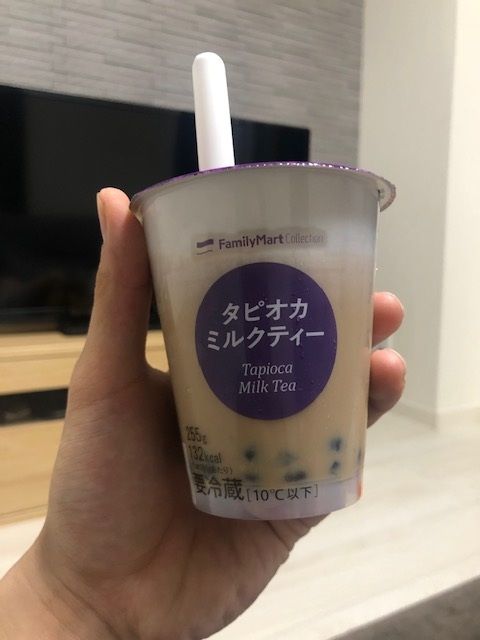 FamilyMart Collection
タピオカ
ミルクティー
Tapioca
Milk Tea
255g
132kcal
要冷蔵[10℃以下]